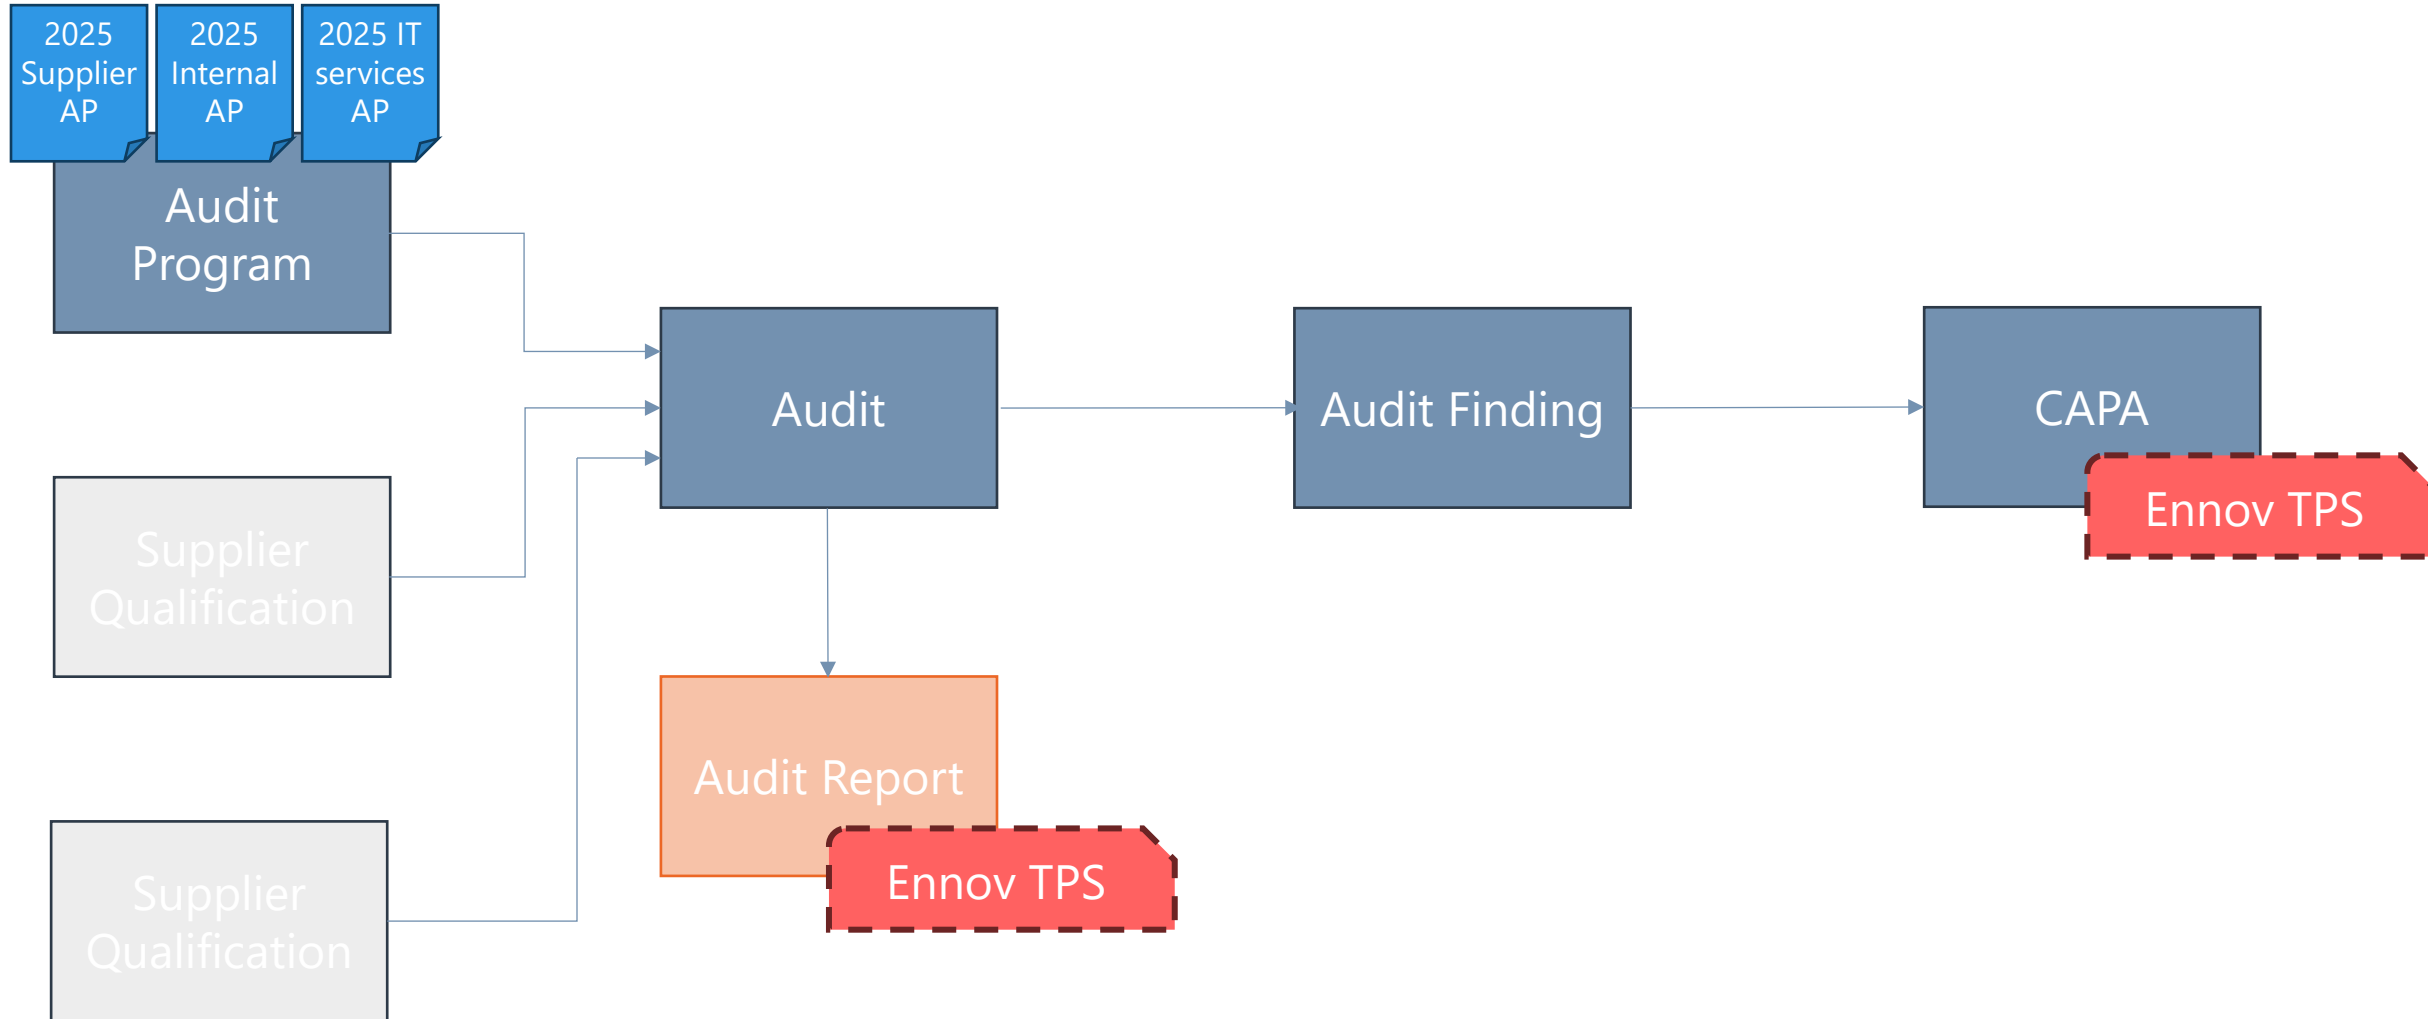 2025
Supplier
AP
2025
Internal
AP
2025 IT
services
AP
Audit
Program
Audit
Audit Finding
CAPA
Ennov TPS
Supplier
Qualification
Audit Report
Ennov TPS
Supplier
Qualification